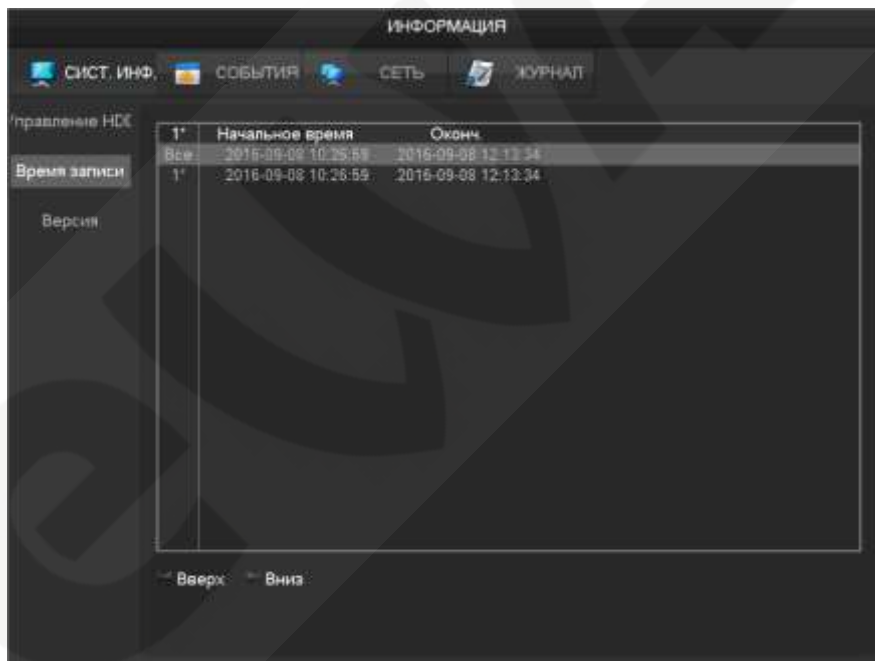 ИНФОРМАЦИЯ
СИСТ. ИНФ. СОБЫТИЯ СЕТЬ ЖУРНАЛ
Управление HDD
1* Начальное время Оконч.
Все 2016-09-08 10:26:59 2016-09-08 12:13:34
Время записи
1* 2016-09-08 10:26:59 2016-09-08 12:13:34
Версия
Вверх Вниз